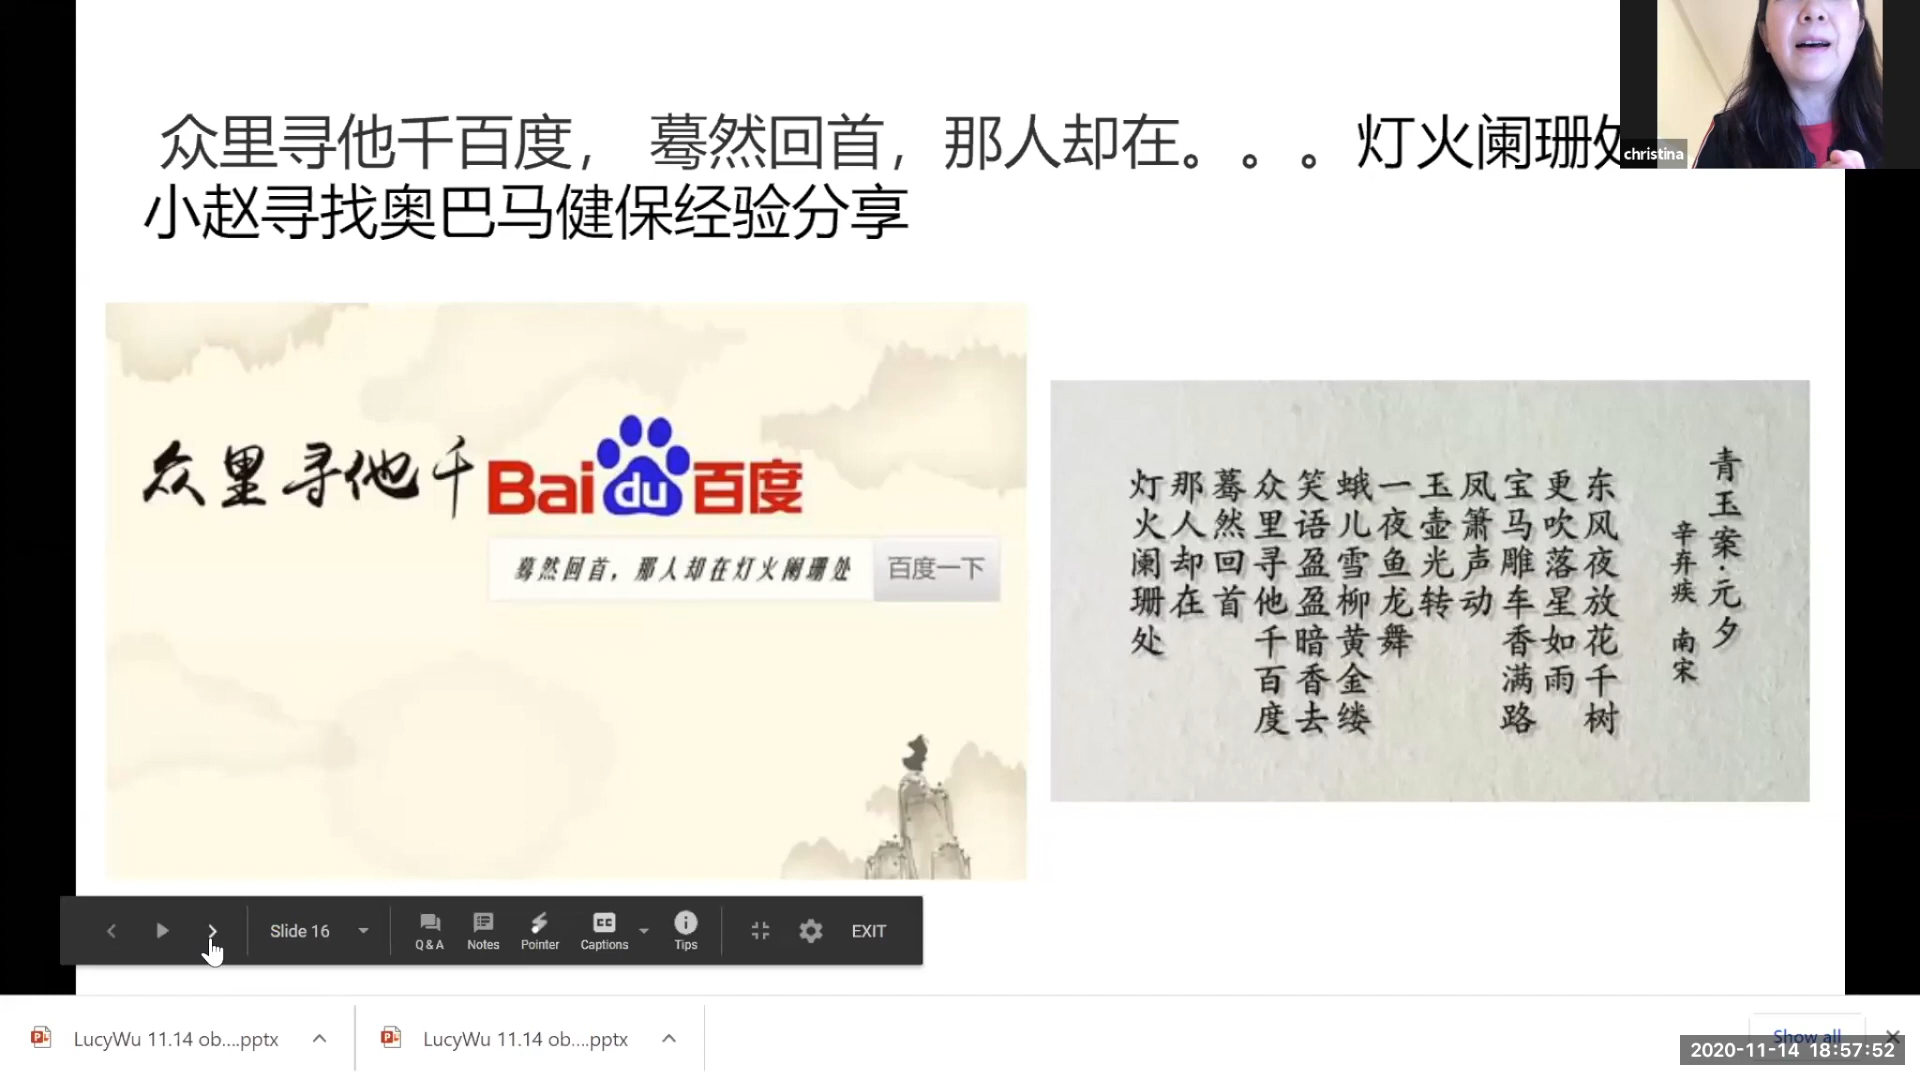 众里寻他千百度， 蓦然回首，那人却在。。。灯火阑珊处
小赵寻找奥巴马健保经验分享
christina
众里寻他千Bai du 百度
蓦然回首，那人却在灯火阑珊处
百度一下
青玉案·元夕
辛弃疾 南宋
东风夜放花千树
更吹落星如雨
宝马雕车香满路
凤箫声动
玉壶光转
一夜鱼龙舞
蛾儿雪柳黄金缕
笑语盈盈暗香去
众里寻他千百度
蓦然回首
那人却在
灯火阑珊处
Slide 16
Q & A
Notes
CC
Pointer
Captions
Tips
EXIT
LucyWu 11.14 ob....pptx
LucyWu 11.14 ob....pptx
Show all
2020-11-14 18:57:52